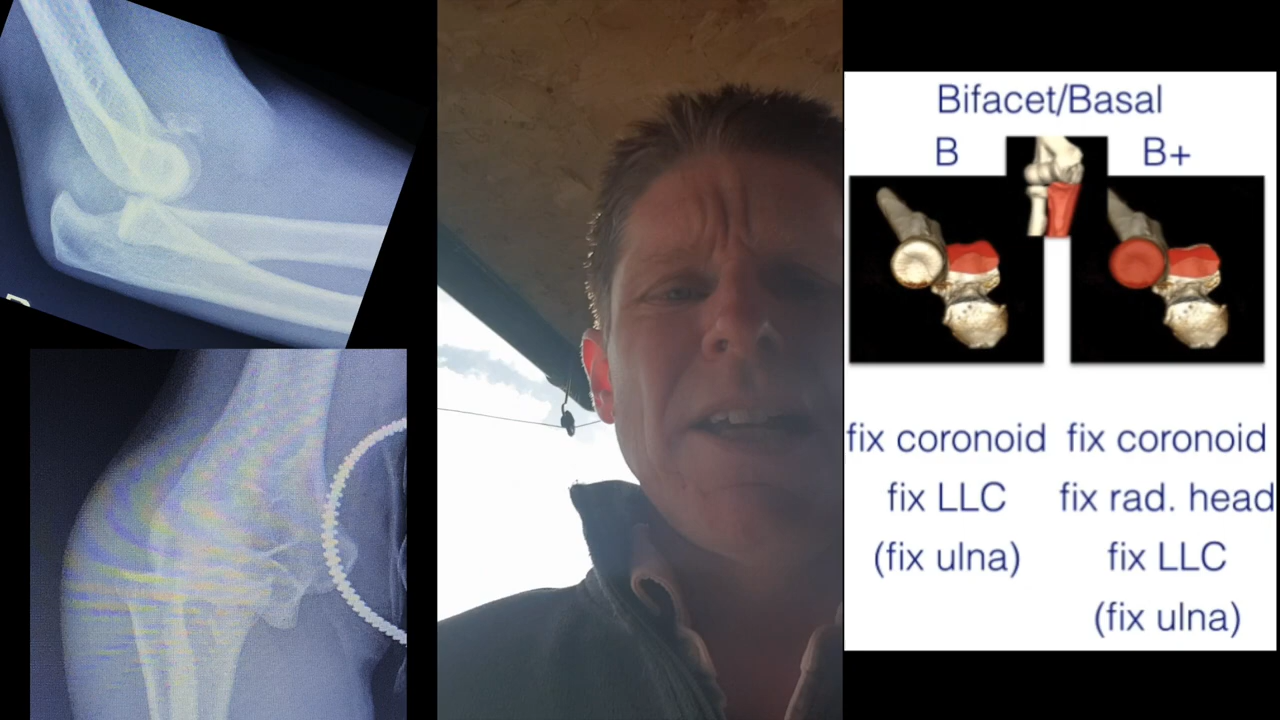 Bifacet/Basal
B B+
fix coronoid fix coronoid
fix LLC fix rad. head
(fix ulna) fix LLC
(fix ulna)